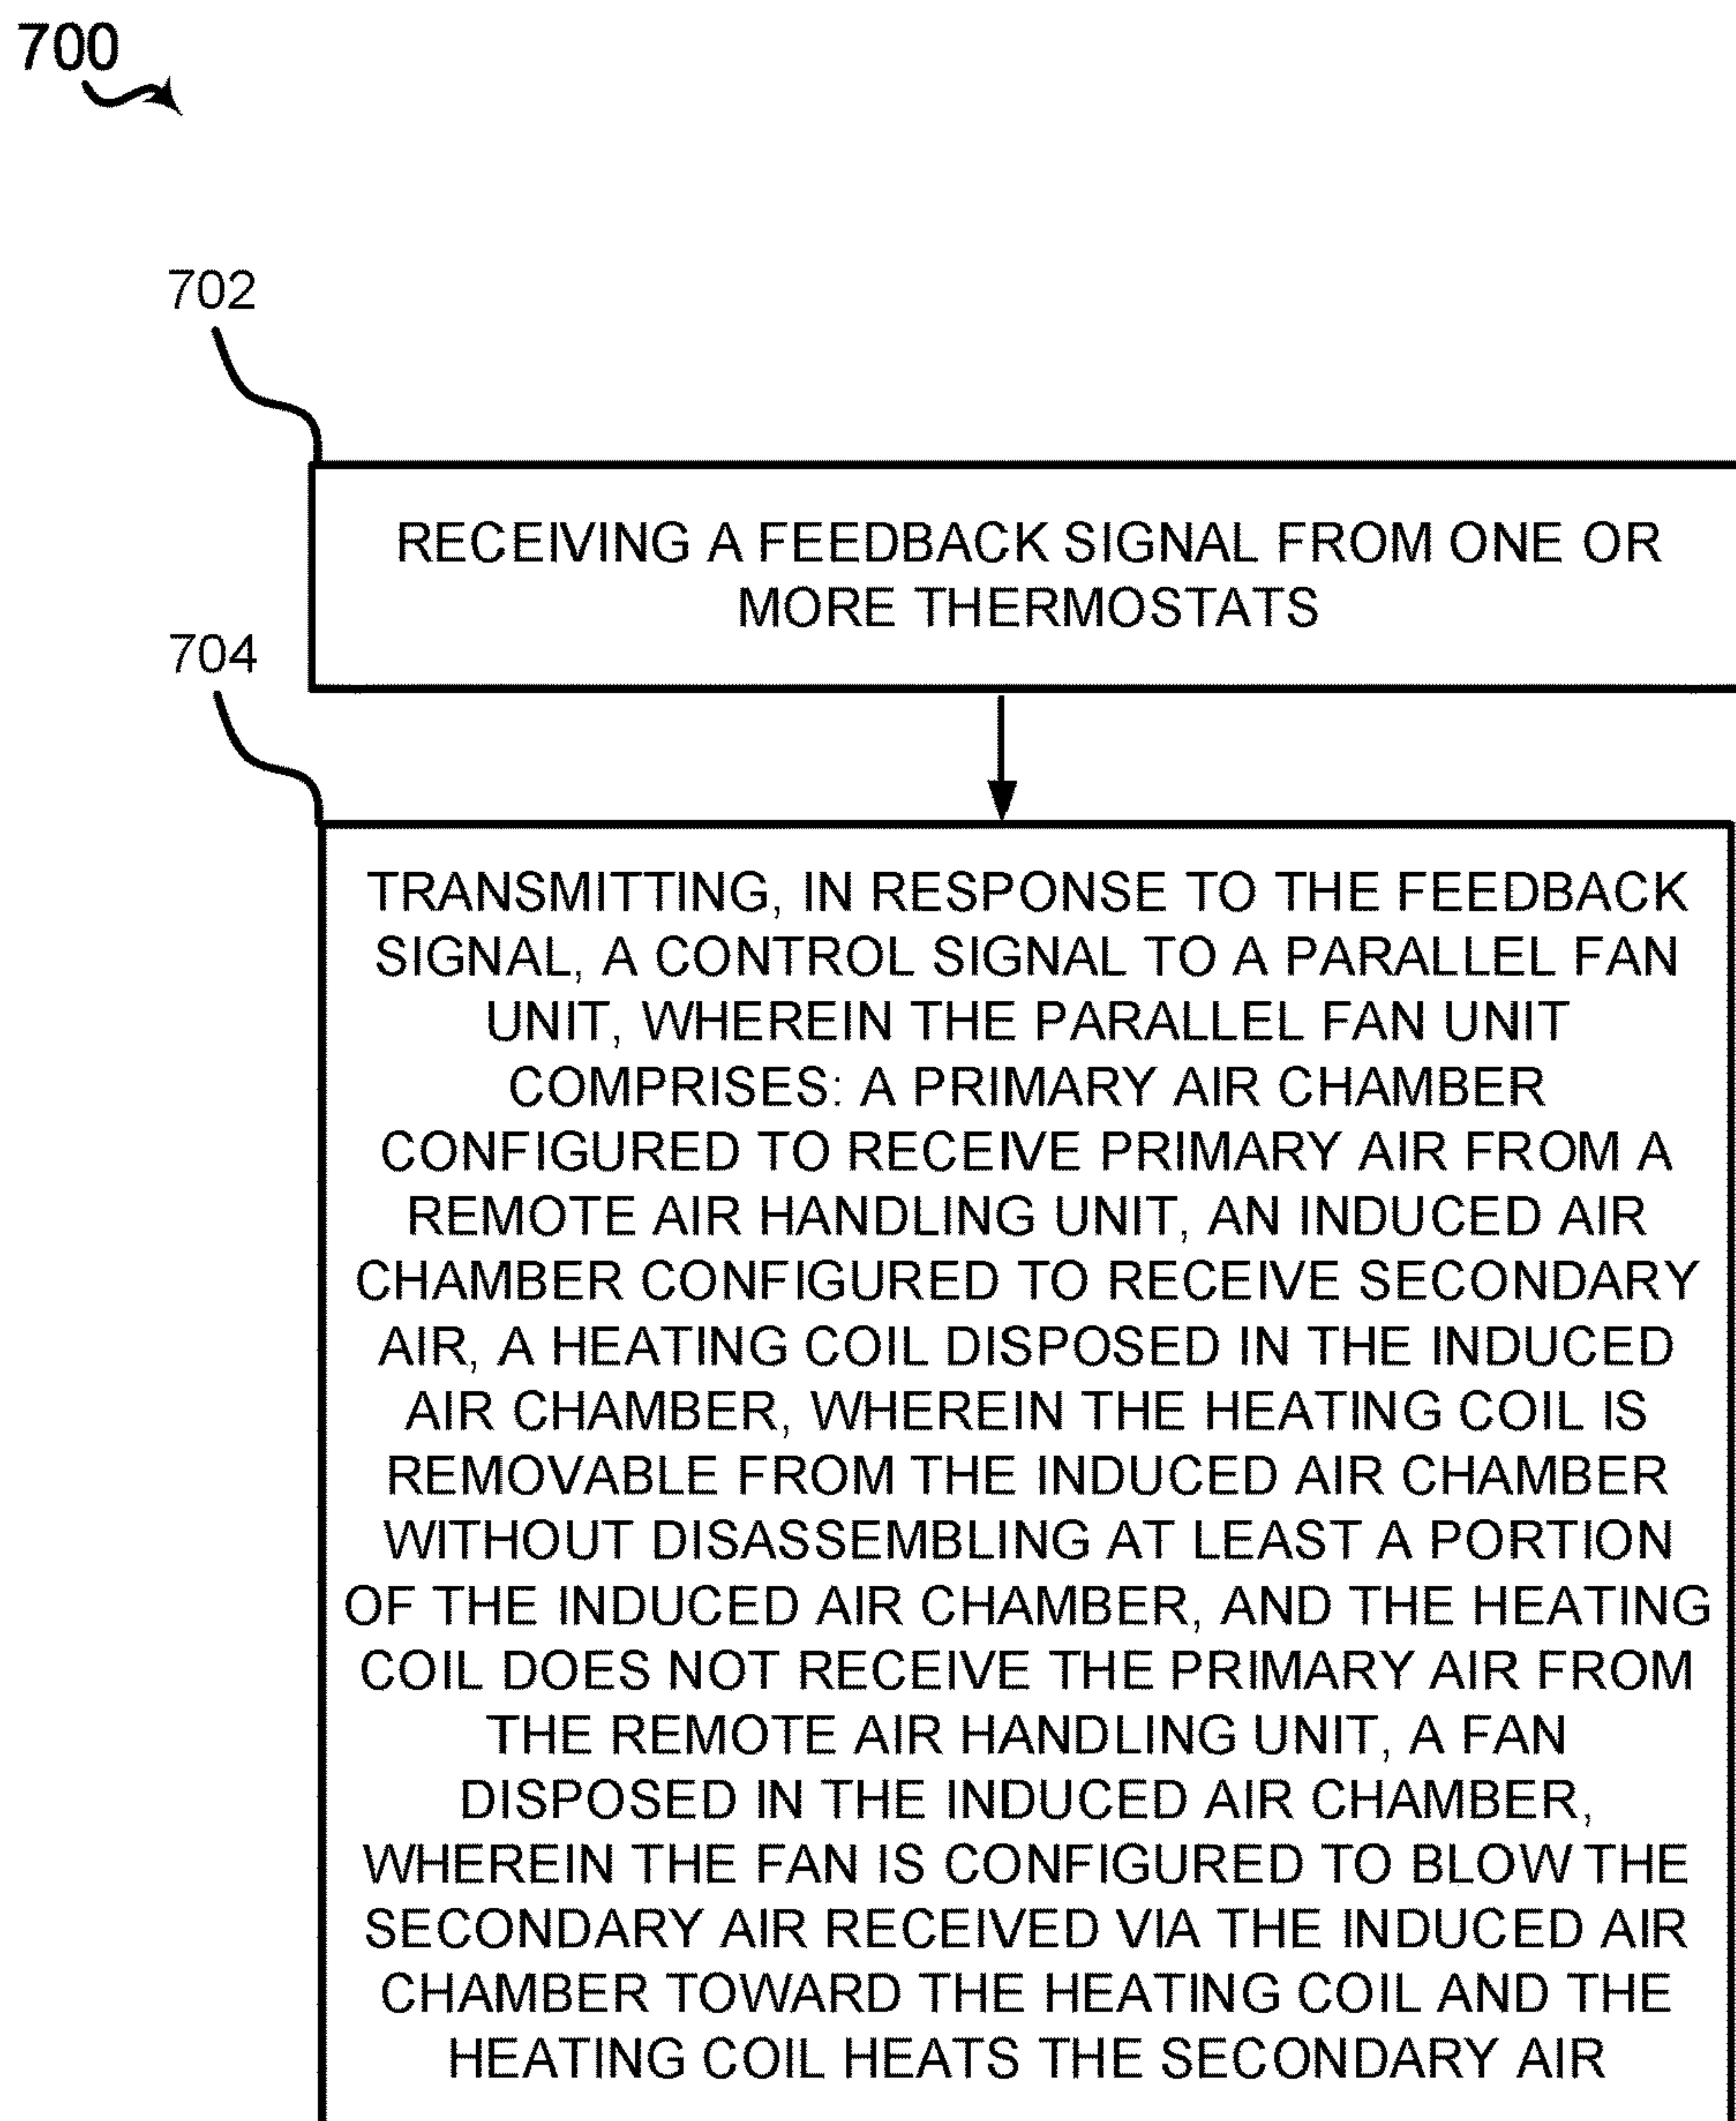 700
702
RECEIVING A FEEDBACK SIGNAL FROM ONE OR
MORE THERMOSTATS
704
TRANSMITTING, IN RESPONSE TO THE FEEDBACK
SIGNAL, A CONTROL SIGNAL TO A PARALLEL FAN
UNIT, WHEREIN THE PARALLEL FAN UNIT
COMPRISES: A PRIMARY AIR CHAMBER
CONFIGURED TO RECEIVE PRIMARY AIR FROM A
REMOTE AIR HANDLING UNIT, AN INDUCED AIR
CHAMBER CONFIGURED TO RECEIVE SECONDARY
AIR, A HEATING COIL DISPOSED IN THE INDUCED
AIR CHAMBER, WHEREIN THE HEATING COIL IS
REMOVABLE FROM THE INDUCED AIR CHAMBER
WITHOUT DISASSEMBLING AT LEAST A PORTION
OF THE INDUCED AIR CHAMBER, AND THE HEATING
COIL DOES NOT RECEIVE THE PRIMARY AIR FROM
THE REMOTE AIR HANDLING UNIT, A FAN
DISPOSED IN THE INDUCED AIR CHAMBER,
WHEREIN THE FAN IS CONFIGURED TO BLOW THE
SECONDARY AIR RECEIVED VIA THE INDUCED AIR
CHAMBER TOWARD THE HEATING COIL AND THE
HEATING COIL HEATS THE SECONDARY AIR